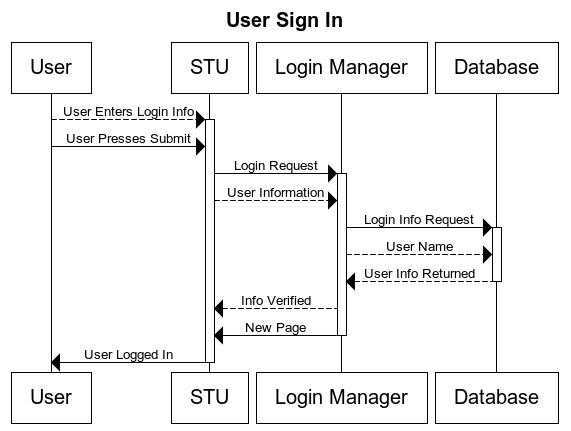 User Sign In
User STU Login Manager Database
User Enters Login Info
User Presses Submit
Login Request
User Information
Login Info Request
User Name
User Info Returned
Info Verified
New Page
User Logged In
User STU Login Manager Database